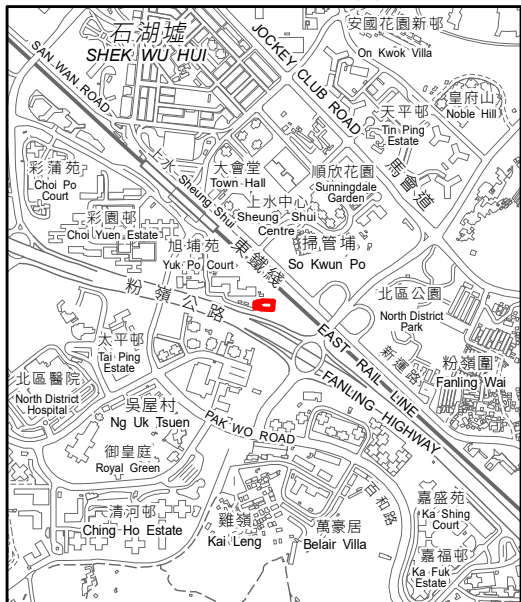 安國花園新邨
On Kwok Villa
石湖墟
SHEK WU HUI
JOCKEY CLUB ROAD
SAN WAN ROAD
皇府山
Noble Hill
天平邨
Tin Ping
Estate
馬會道
上水 Sheung Shui
大會堂
Town Hall
順欣花園
Sunningdale
Garden
彩蒲苑
Choi Po
Court
上水中心
Sheung Shui
Centre
彩園邨
Choi Yuen Estate
旭埔苑
Yuk Po Court
東鐵綫
EAST RAIL LINE
掃管埔
So Kwun Po
北區公園
North District
Park
粉嶺公路
FANLING HIGHWAY
新運路
粉嶺圍
Fanling Wai
太平邨
Tai Ping
Estate
北區醫院
North District
Hospital
吳屋村
Ng Uk Tsuen
PAK WO ROAD
百和路
御皇庭
Royal Green
嘉盛苑
Ka Shing
Court
清河邨
Ching Ho Estate
雞嶺
Kai Leng
萬豪居
Belair Villa
嘉福邨
Ka Fuk
Estate